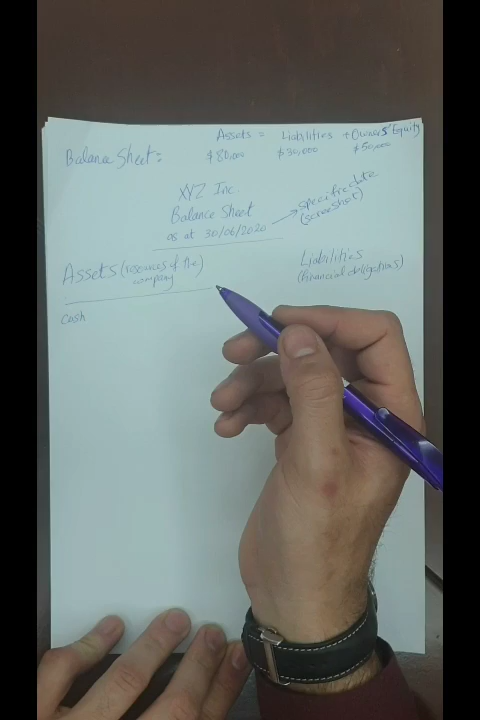 Assets = Liabilities + Owners' Equity
Balance Sheet: $80,000 $30,000 $50,000
XYZ Inc.
Balance Sheet
as at 30/06/2020
specific date
(screenshot)
Assets (resources of the
company)
Liabilities
(financial obligations)
cash